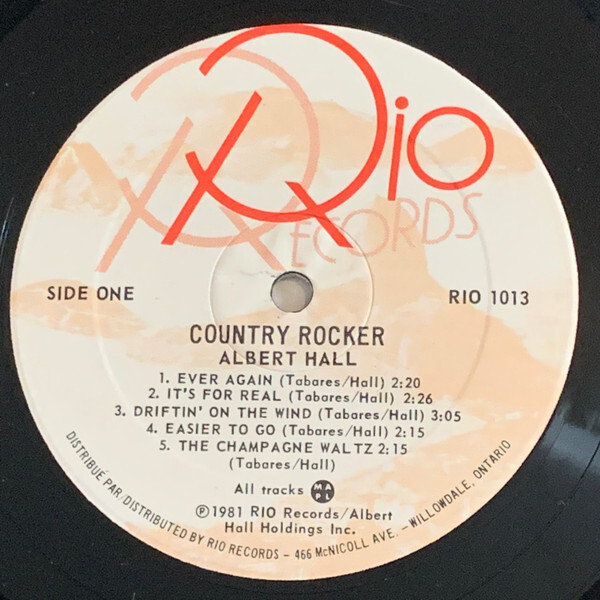 Rio
RECORDS
SIDE ONE
RIO 1013
COUNTRY ROCKER
ALBERT HALL
1. EVER AGAIN (Tabares/Hall) 2:20
2. IT'S FOR REAL (Tabares/Hall) 2:26
3. DRIFTIN' ON THE WIND (Tabares/Hall) 3:05
4. EASIER TO GO (Tabares/Hall) 2:15
5. THE CHAMPAGNE WALTZ 2:15
(Tabares/Hall)
All tracks MAPL
℗1981 RIO Records/Albert
Hall Holdings Inc.
DISTRIBUÉ PAR/DISTRIBUTED BY RIO RECORDS – 466 McNICOLL AVE. – WILLOWDALE, ONTARIO